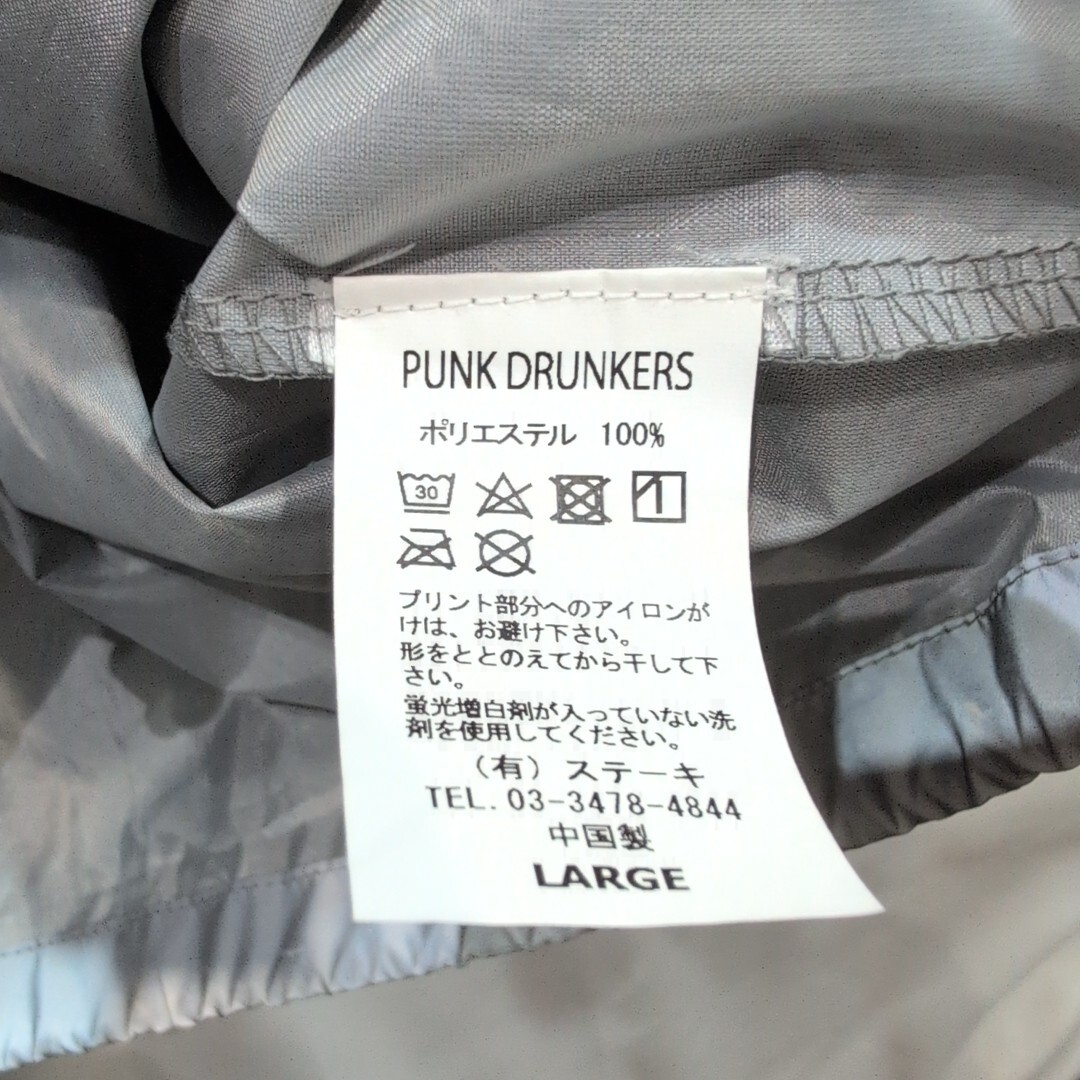 PUNK DRUNKERS
ポリエステル 100%
30
プリント部分へのアイロンが
けは、お避け下さい。
形をととのえてから干して下
さい。
蛍光増白剤が入っていない洗
剤を使用してください。
(有) ステーキ
TEL. 03-3478-4844
中国製
LARGE